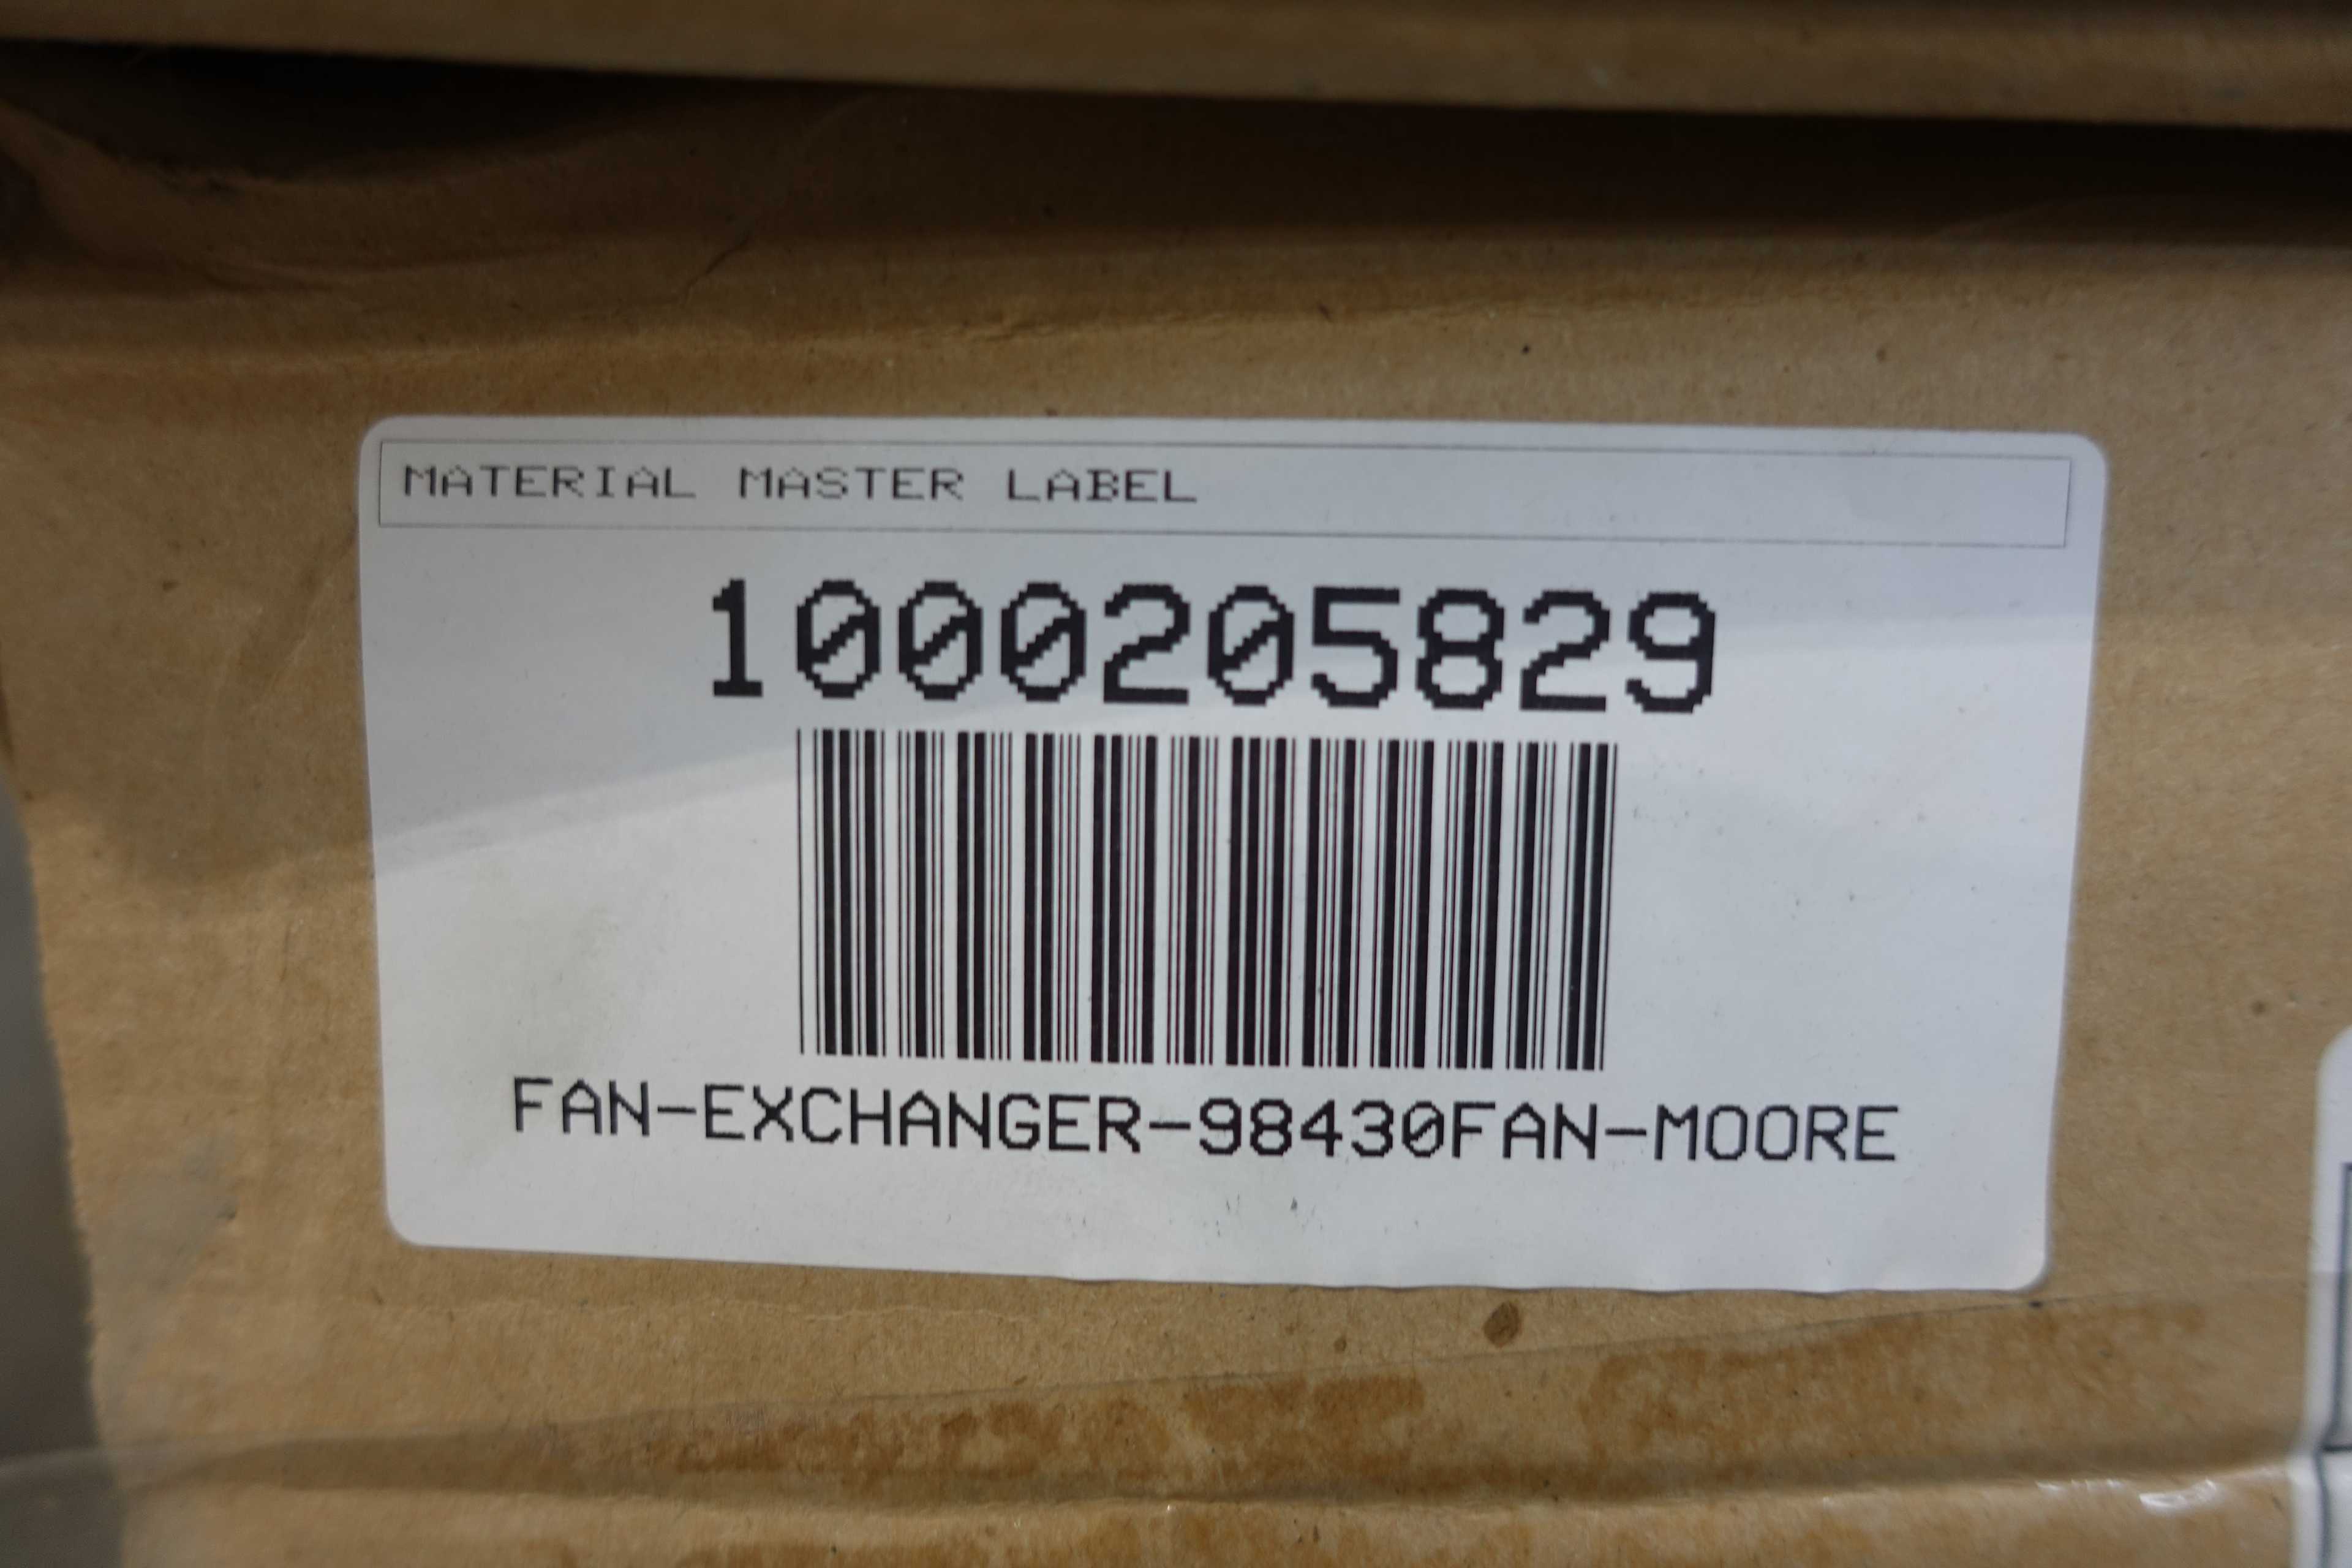 MATERIAL MASTER LABEL
1000205829
FAN-EXCHANGER-98430FAN-MOORE